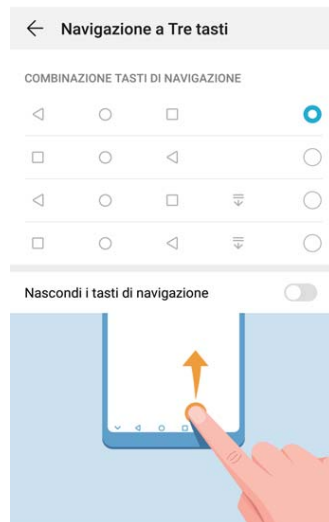 Navigazione a Tre tasti
COMBINAZIONE TASTI DI NAVIGAZIONE
Nascondi i tasti di navigazione